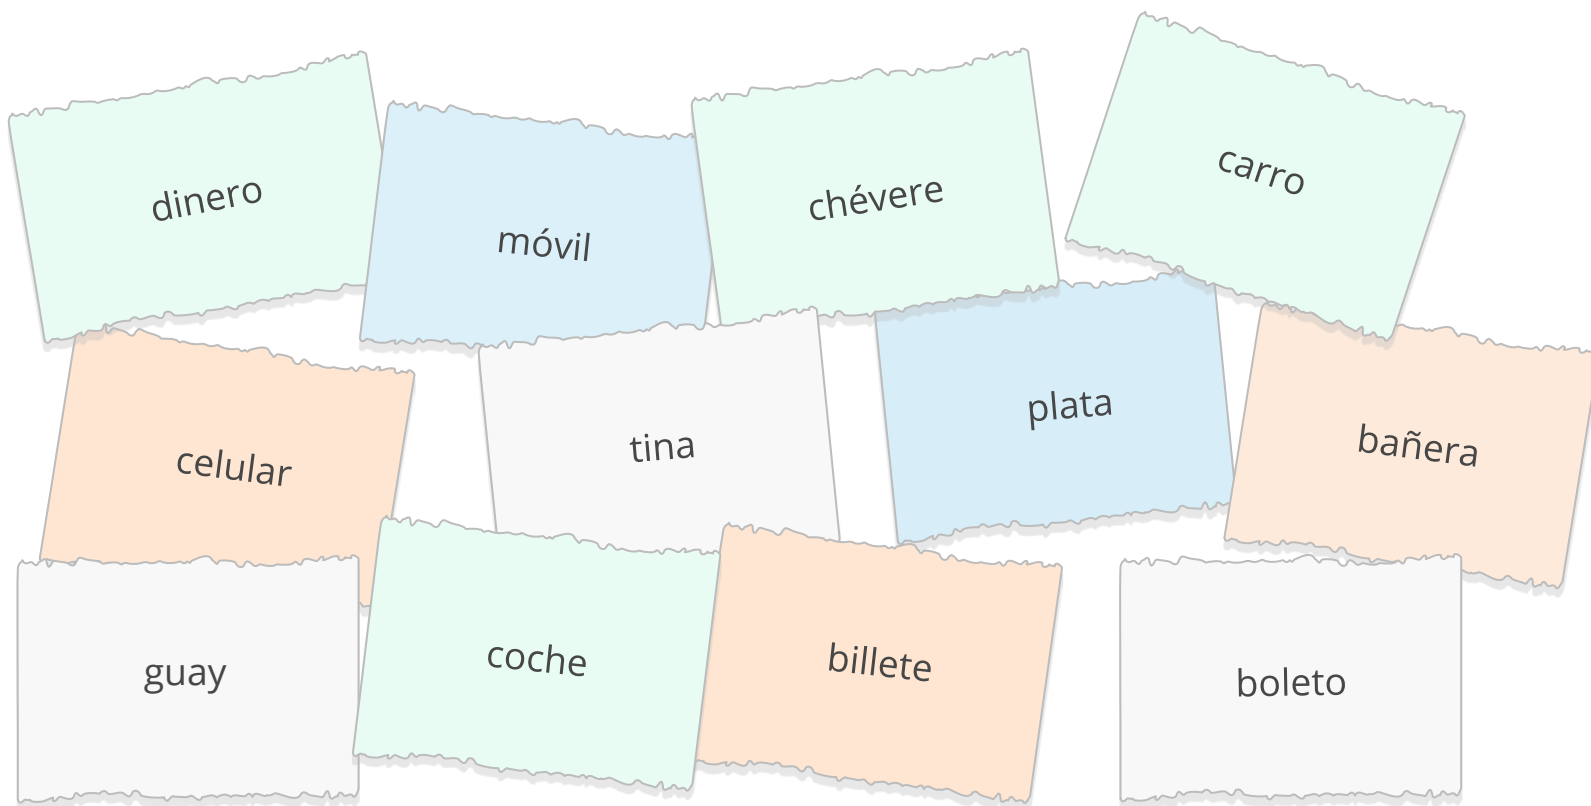 dinero
móvil
chévere
carro
celular
tina
plata
bañera
guay
coche
billete
boleto